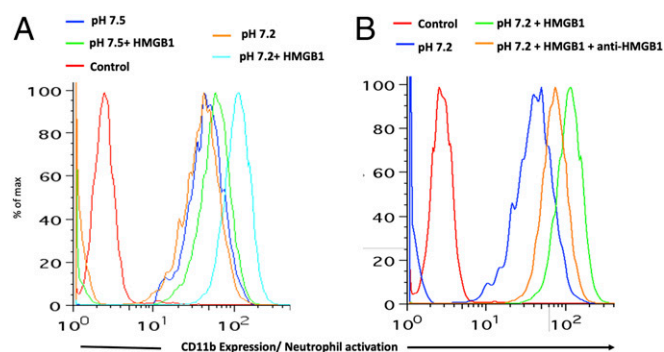 A
pH 7.5
pH 7.5+ HMGB1
Control
pH 7.2
pH 7.2+ HMGB1
% of max
100
80
60
40
20
0
10⁰
10¹
10²
B
Control
pH 7.2
pH 7.2 + HMGB1
pH 7.2 + HMGB1 + anti-HMGB1
100
80
60
40
20
0
10⁰
10¹
10²
CD11b Expression/ Neutrophil activation